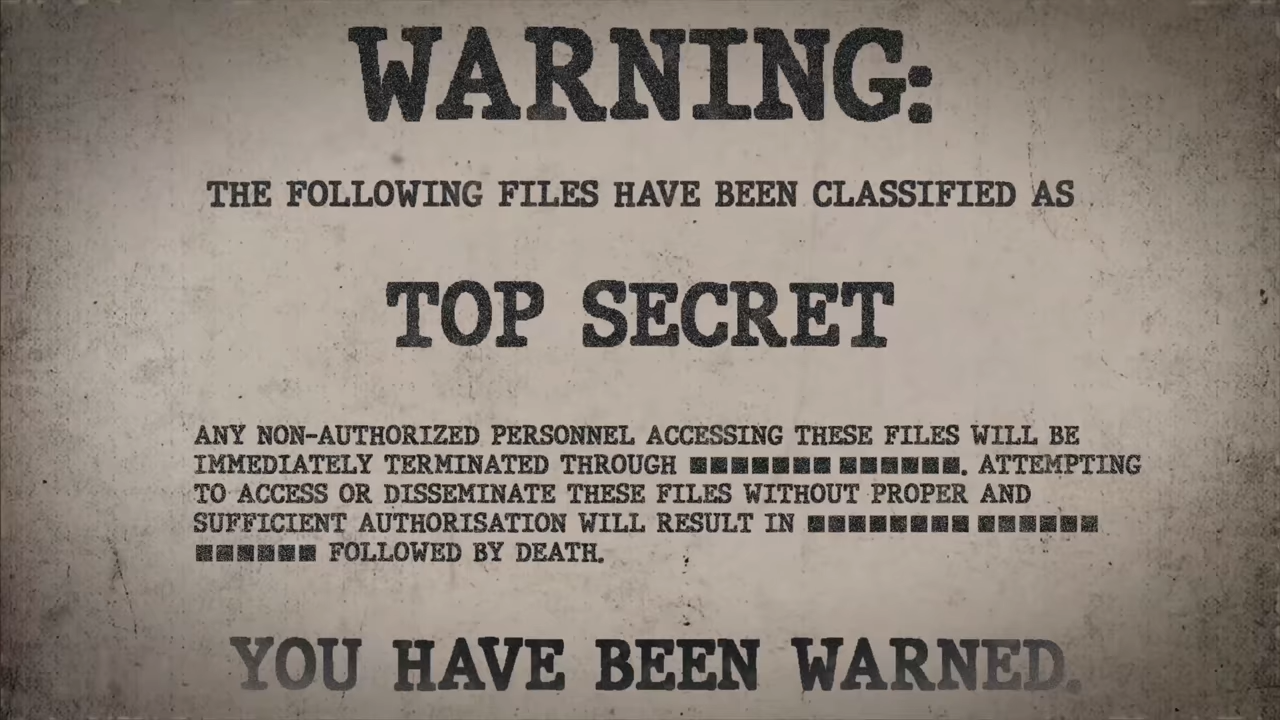 WARNING:
THE FOLLOWING FILES HAVE BEEN CLASSIFIED AS
TOP SECRET
ANY NON-AUTHORIZED PERSONNEL ACCESSING THESE FILES WILL BE
IMMEDIATELY TERMINATED THROUGH ■■■■■■■ ■■■■■■. ATTEMPTING
TO ACCESS OR DISSEMINATE THESE FILES WITHOUT PROPER AND
SUFFICIENT AUTHORISATION WILL RESULT IN ■■■■■■■■ ■■■■■■
■■■■■■ FOLLOWED BY DEATH.
YOU HAVE BEEN WARNED.